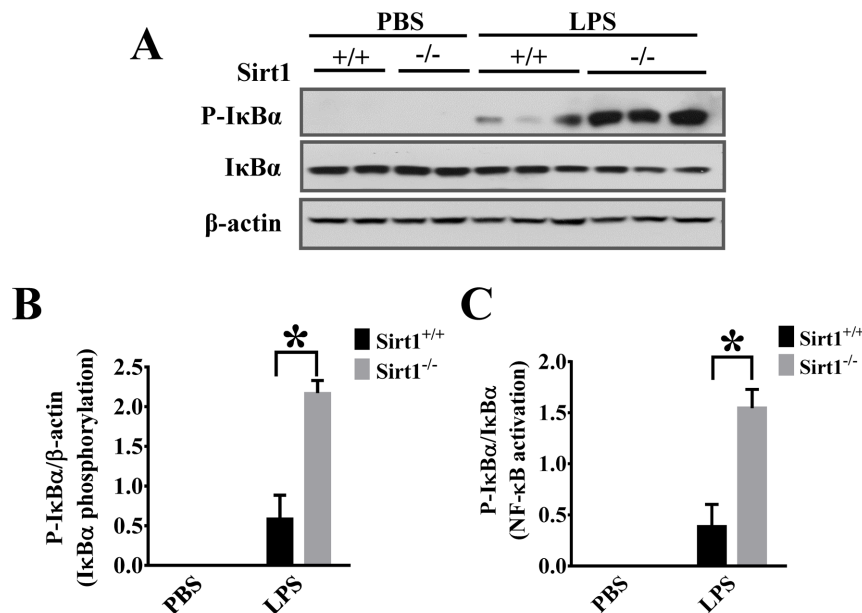 A
PBS LPS
Sirt1 +/+ -/- +/+ -/-
P-IκBα
IκBα
β-actin
B
Sirt1+/+
Sirt1-/-
*
P-IκBα/β-actin
(IκBα phosphorylation)
2.5
2.0
1.5
1.0
0.5
0.0
PBS LPS
C
Sirt1+/+
Sirt1-/-
*
P-IκBα/IκBα
(NF-κB activation)
2.0
1.5
1.0
0.5
0.0
PBS LPS